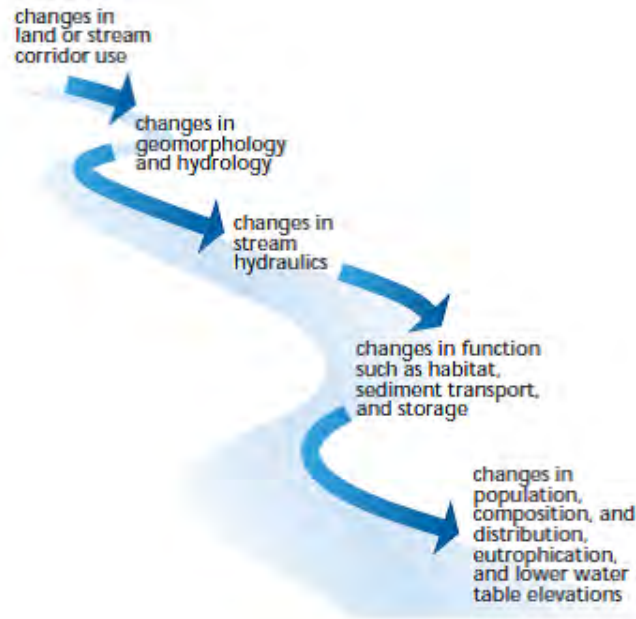 changes in
land or stream
corridor use
changes in
geomorphology
and hydrology
changes in
stream
hydraulics
changes in function
such as habitat,
sediment transport,
and storage
changes in
population,
composition, and
distribution,
eutrophication,
and lower water
table elevations